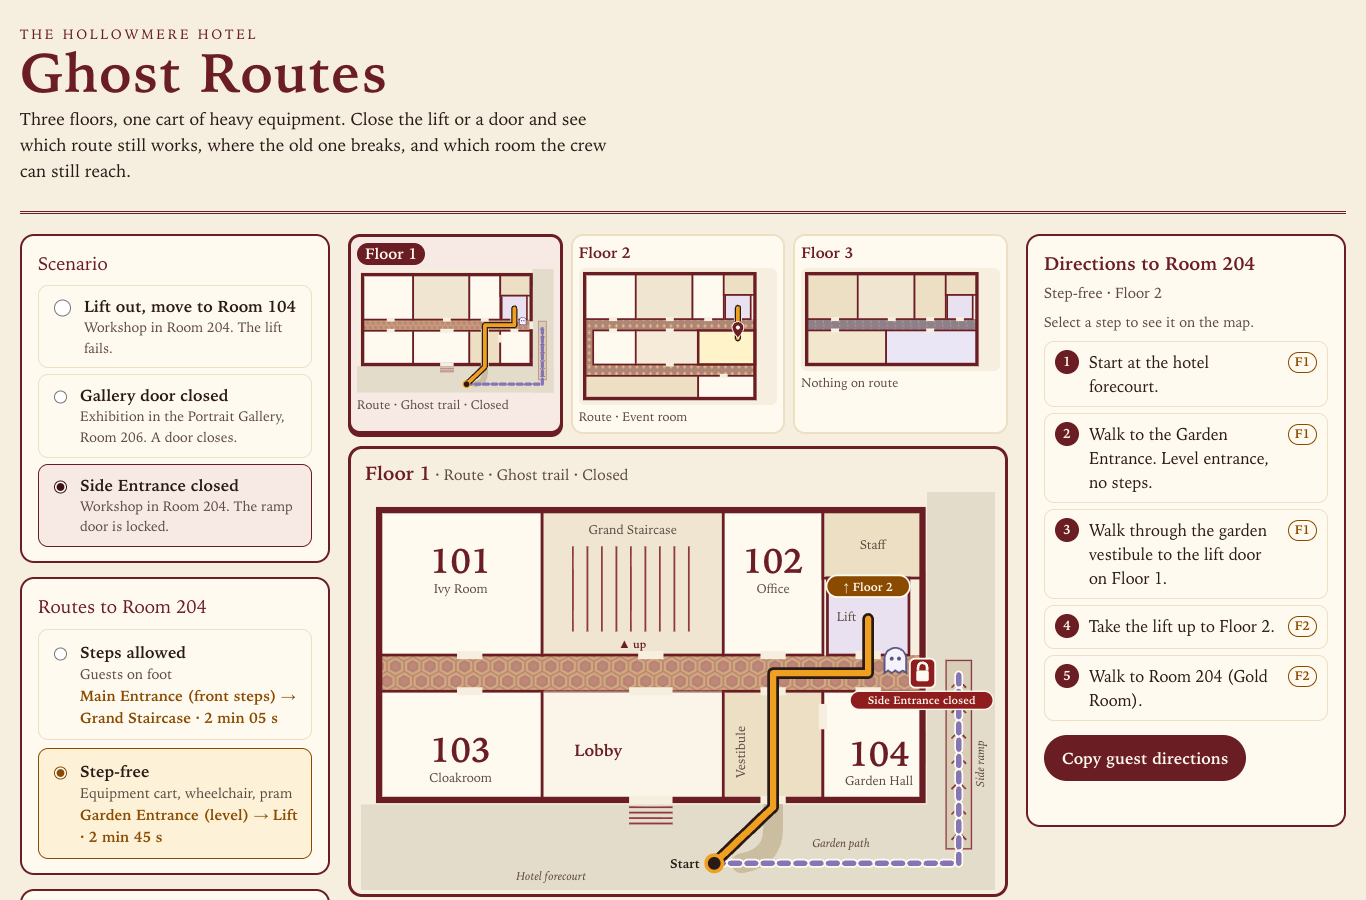 THE HOLLOWMERE HOTEL
Ghost Routes
Three floors, one cart of heavy equipment. Close the lift or a door and see
which route still works, where the old one breaks, and which room the crew
can still reach.
Scenario
Lift out, move to Room 104
Workshop in Room 204. The lift
fails.
Gallery door closed
Exhibition in the Portrait Gallery,
Room 206. A door closes.
Side Entrance closed
Workshop in Room 204. The ramp
door is locked.
Routes to Room 204
Steps allowed
Guests on foot
Main Entrance (front steps) →
Grand Staircase · 2 min 05 s
Step-free
Equipment cart, wheelchair, pram
Garden Entrance (level) → Lift
· 2 min 45 s
Floor 1
Route · Ghost trail · Closed
Floor 2
Route · Event room
Floor 3
Nothing on route
Floor 1 · Route · Ghost trail · Closed
101
Ivy Room
Grand Staircase
▲ up
102
Office
Staff
↑ Floor 2
Lift
Side Entrance closed
103
Cloakroom
Lobby
Vestibule
104
Garden Hall
Side ramp
Garden path
Start
Hotel forecourt
Directions to Room 204
Step-free · Floor 2
Select a step to see it on the map.
1 Start at the hotel F1
forecourt.
2 Walk to the Garden F1
Entrance. Level entrance,
no steps.
3 Walk through the garden F1
vestibule to the lift door
on Floor 1.
4 Take the lift up to Floor 2. F2
5 Walk to Room 204 (Gold F2
Room).
Copy guest directions